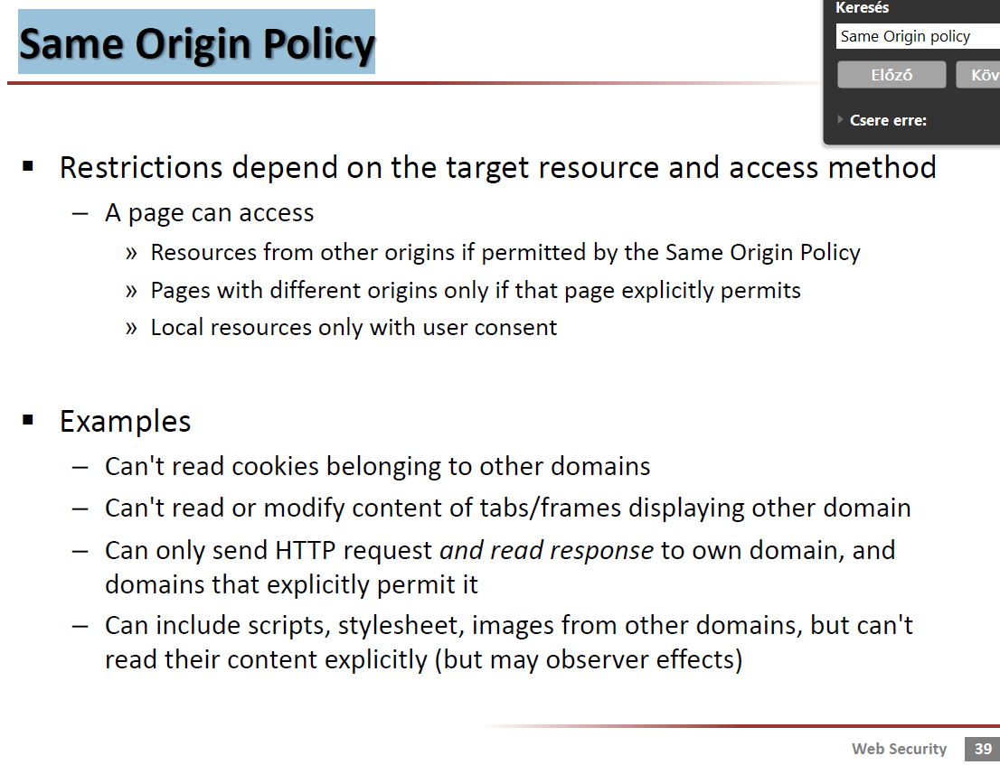 Same Origin Policy
Keresés
Same Origin policy
Előző
Köv
Csere erre:
▪ Restrictions depend on the target resource and access method
– A page can access
» Resources from other origins if permitted by the Same Origin Policy
» Pages with different origins only if that page explicitly permits
» Local resources only with user consent
▪ Examples
– Can't read cookies belonging to other domains
– Can't read or modify content of tabs/frames displaying other domain
– Can only send HTTP request and read response to own domain, and
domains that explicitly permit it
– Can include scripts, stylesheet, images from other domains, but can't
read their content explicitly (but may observer effects)
Web Security
39